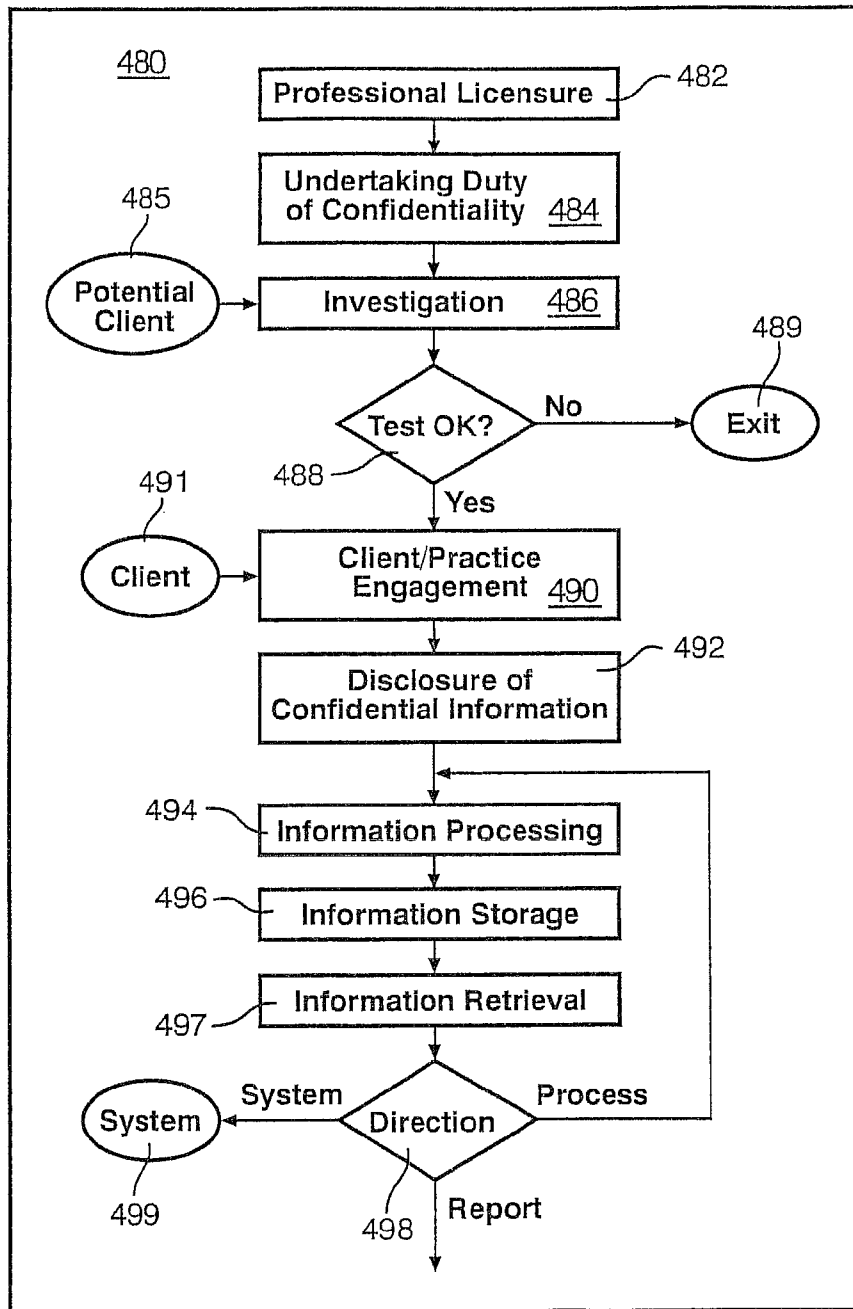 480
Professional Licensure
482
Undertaking Duty
of Confidentiality
484
485
Potential
Client
Investigation
486
489
Test OK?
No
Exit
488
Yes
491
Client
Client/Practice
Engagement
490
492
Disclosure of
Confidential Information
494
Information Processing
496
Information Storage
Information Retrieval
497
System
Process
System
Direction
499
498
Report